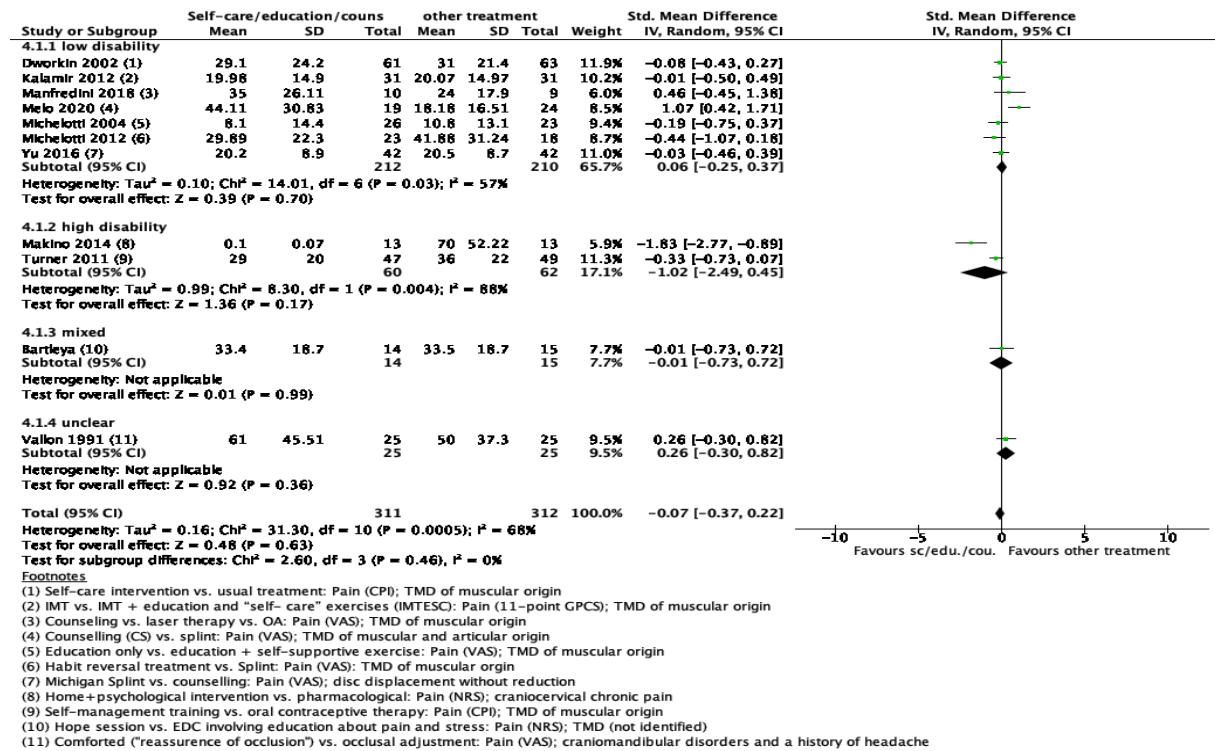 Self-care/education/couns other treatment Std. Mean Difference Std. Mean Difference
Study or Subgroup Mean SD Total Mean SD Total Weight IV, Random, 95% CI IV, Random, 95% CI
4.1.1 low disability
Dworkin 2002 (1) 29.1 24.2 61 31 21.4 63 11.9% −0.08 [−0.43, 0.27]
Kalamir 2012 (2) 19.98 14.9 31 20.07 14.97 31 10.2% −0.01 [−0.50, 0.49]
Manfredini 2018 (3) 35 26.11 10 24 17.9 9 6.0% 0.46 [−0.45, 1.38]
Melo 2020 (4) 44.11 30.83 19 18.18 16.51 24 8.5% 1.07 [0.42, 1.71]
Michelotti 2004 (5) 8.1 14.4 26 10.8 13.1 23 9.4% −0.19 [−0.75, 0.37]
Michelotti 2012 (6) 29.89 22.3 23 41.88 31.24 18 8.7% −0.44 [−1.07, 0.18]
Yu 2016 (7) 20.2 8.9 42 20.5 8.7 42 11.0% −0.03 [−0.46, 0.39]
Subtotal (95% CI) 212 210 65.7% 0.06 [−0.25, 0.37]
Heterogeneity: Tau² = 0.10; Chi² = 14.01, df = 6 (P = 0.03); I² = 57%
Test for overall effect: Z = 0.39 (P = 0.70)
4.1.2 high disability
Makino 2014 (8) 0.1 0.07 13 70 52.22 13 5.9% −1.83 [−2.77, −0.89]
Turner 2011 (9) 29 20 47 36 22 49 11.3% −0.33 [−0.73, 0.07]
Subtotal (95% CI) 60 62 17.1% −1.02 [−2.49, 0.45]
Heterogeneity: Tau² = 0.99; Chi² = 8.30, df = 1 (P = 0.004); I² = 88%
Test for overall effect: Z = 1.36 (P = 0.17)
4.1.3 mixed
Bartleya (10) 33.4 18.7 14 33.5 18.7 15 7.7% −0.01 [−0.73, 0.72]
Subtotal (95% CI) 14 15 7.7% −0.01 [−0.73, 0.72]
Heterogeneity: Not applicable
Test for overall effect: Z = 0.01 (P = 0.99)
4.1.4 unclear
Vallon 1991 (11) 61 45.51 25 50 37.3 25 9.5% 0.26 [−0.30, 0.82]
Subtotal (95% CI) 25 25 9.5% 0.26 [−0.30, 0.82]
Heterogeneity: Not applicable
Test for overall effect: Z = 0.92 (P = 0.36)
Total (95% CI) 311 312 100.0% −0.07 [−0.37, 0.22]
Heterogeneity: Tau² = 0.16; Chi² = 31.30, df = 10 (P = 0.0005); I² = 68%
Test for overall effect: Z = 0.48 (P = 0.63)
Test for subgroup differences: Chi² = 2.60, df = 3 (P = 0.46), I² = 0%
−10 −5 0 5 10
Favours sc/edu./cou. Favours other treatment
Footnotes
(1) Self-care intervention vs. usual treatment: Pain (CPI); TMD of muscular origin
(2) IMT vs. IMT + education and “self- care” exercises (IMTESC): Pain (11-point GPCS); TMD of muscular origin
(3) Counseling vs. laser therapy vs. OA: Pain (VAS); TMD of muscular origin
(4) Counselling (CS) vs. splint: Pain (VAS); TMD of muscular and articular origin
(5) Education only vs. education + self-supportive exercise: Pain (VAS); TMD of muscular origin
(6) Habit reversal treatment vs. Splint: Pain (VAS): TMD of muscular orgin
(7) Michigan Splint vs. counselling: Pain (VAS); disc displacement without reduction
(8) Home+psychological intervention vs. pharmacological: Pain (NRS); craniocervical chronic pain
(9) Self-management training vs. oral contraceptive therapy: Pain (CPI); TMD of muscular origin
(10) Hope session vs. EDC involving education about pain and stress: Pain (NRS); TMD (not identified)
(11) Comforted ("reassurance of occlusion") vs. occlusal adjustment: Pain (VAS); craniomandibular disorders and a history of headache